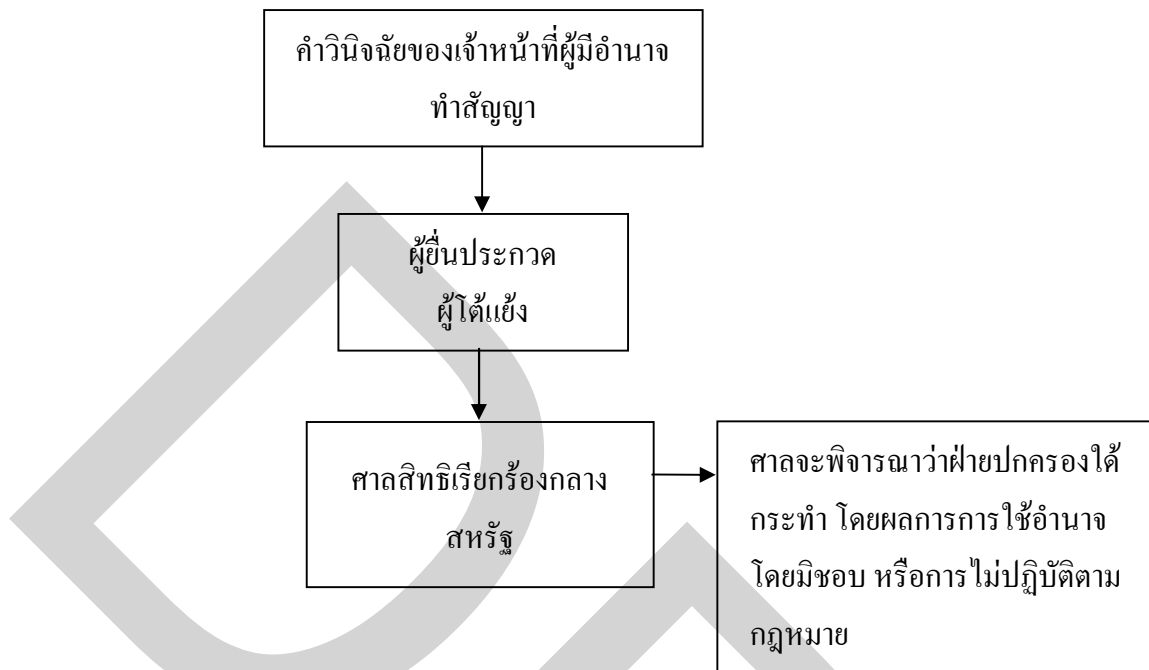 คำวินิจฉัยของเจ้าหน้าที่ผู้มีอำนาจ
ทำสัญญา
ผู้ยื่นประกวด
ผู้โต้แย้ง
ศาลสิทธิเรียกร้องกลาง
สหรัฐ
ศาลจะพิจารณาว่าฝ่ายปกครองได้
กระทำ โดยผลการการใช้อำนาจ
โดยมิชอบ หรือการไม่ปฏิบัติตาม
กฎหมาย